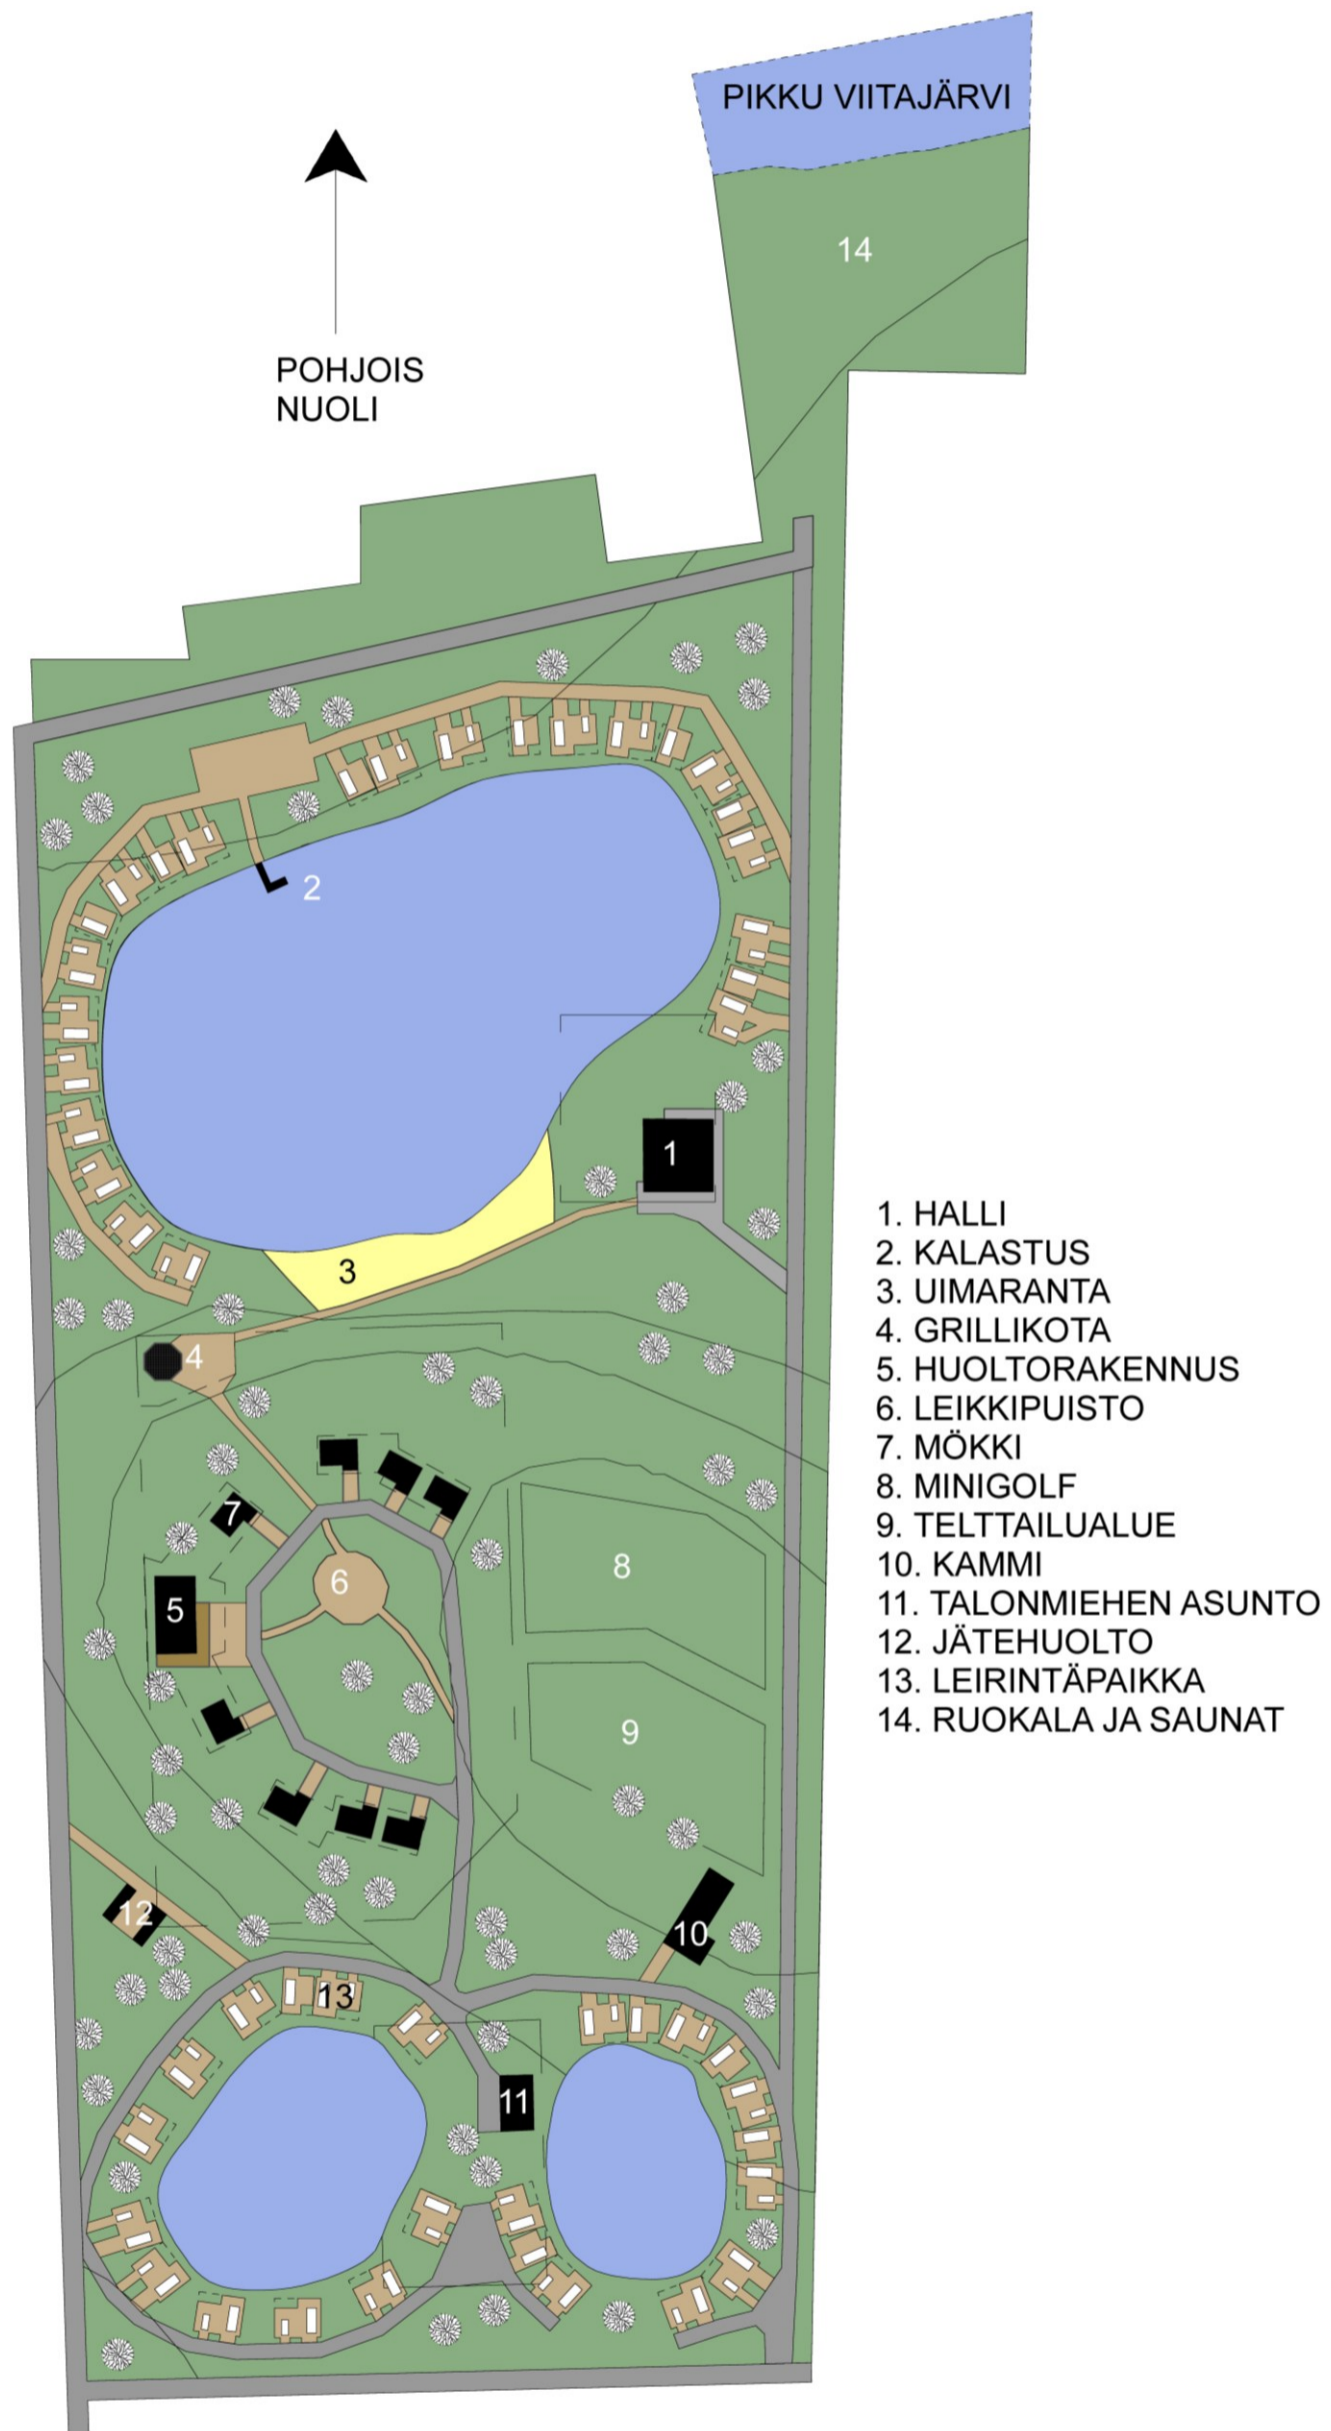 PIKKU VIITAJÄRVI
14
POHJOIS
NUOLI
2
1
3
4
7
6
8
5
9
12
10
13
11
1. HALLI
2. KALASTUS
3. UIMARANTA
4. GRILLIKOTA
5. HUOLTORAKENNUS
6. LEIKKIPUISTO
7. MÖKKI
8. MINIGOLF
9. TELTTAILUALUE
10. KAMMI
11. TALONMIEHEN ASUNTO
12. JÄTEHUOLTO
13. LEIRINTÄPAIKKA
14. RUOKALA JA SAUNAT